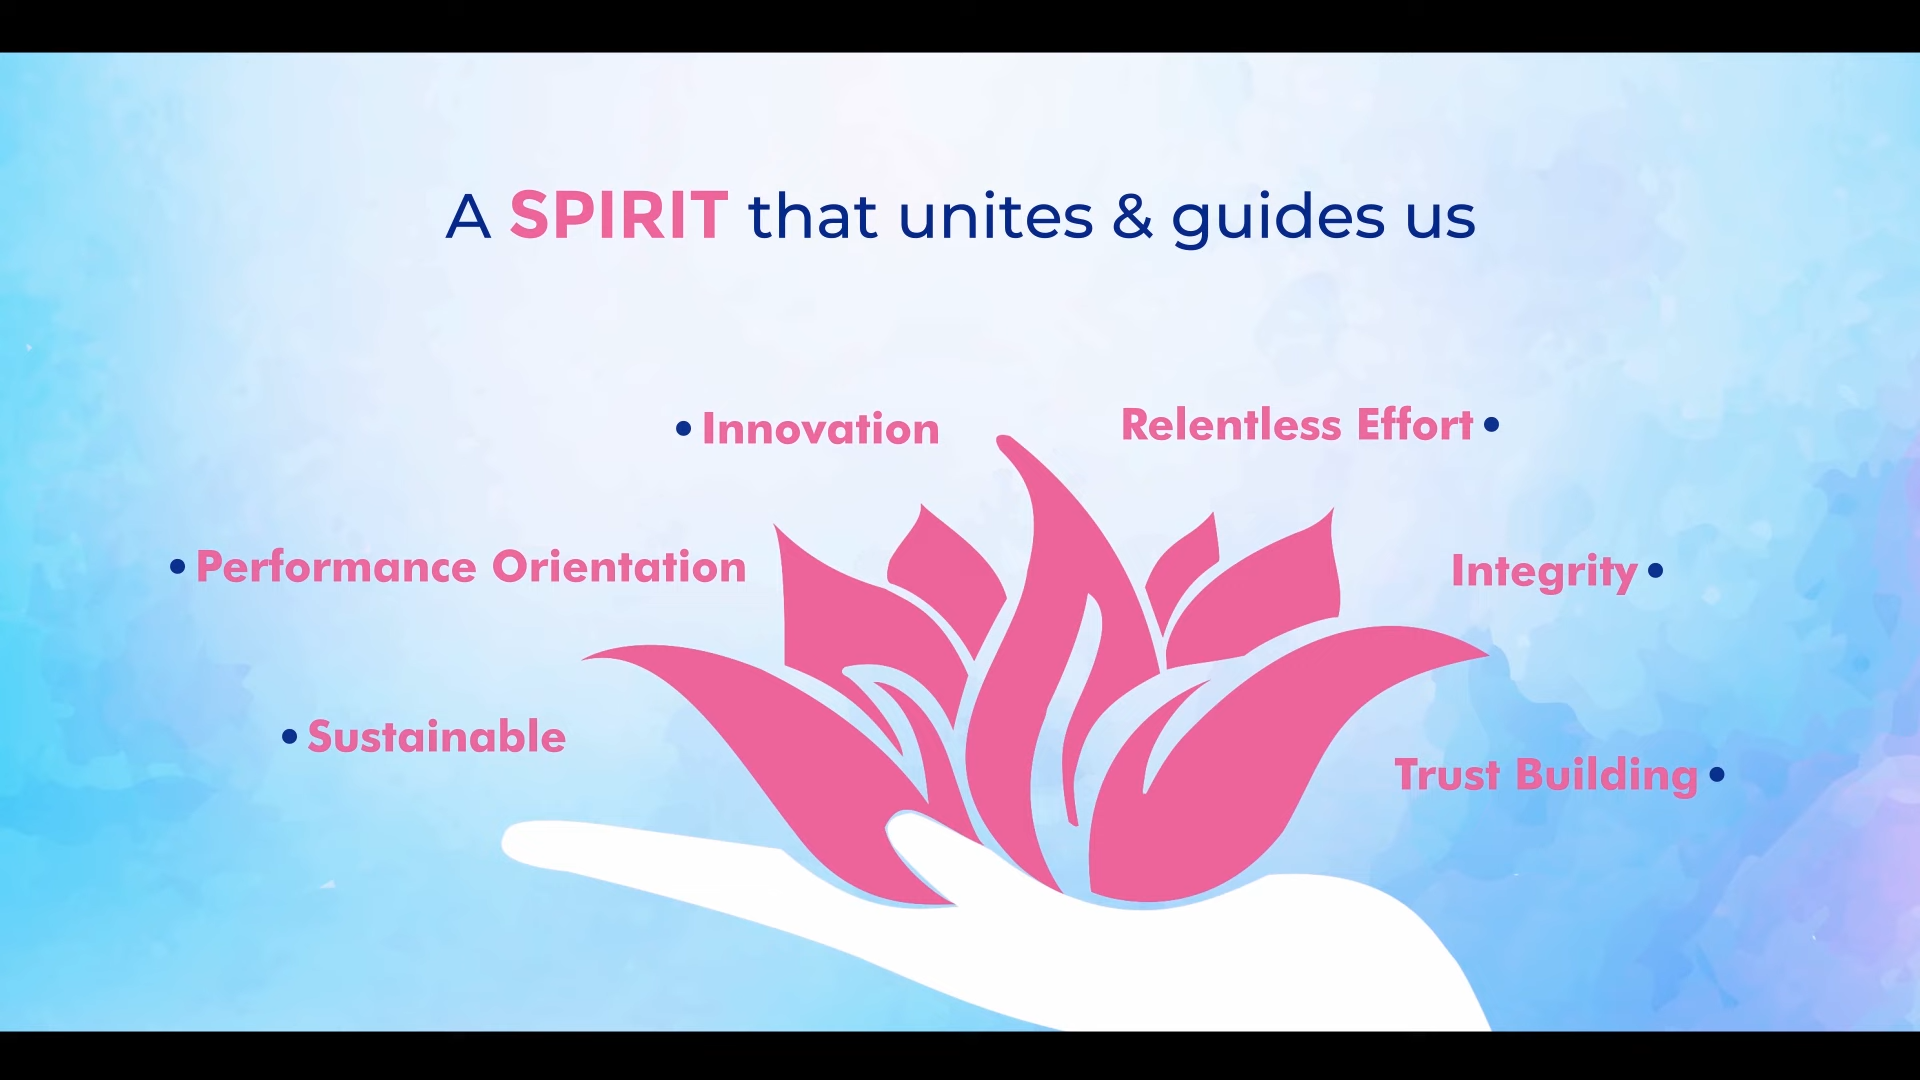 A SPIRIT that unites & guides us
• Innovation
Relentless Effort •
• Performance Orientation
Integrity •
• Sustainable
Trust Building •